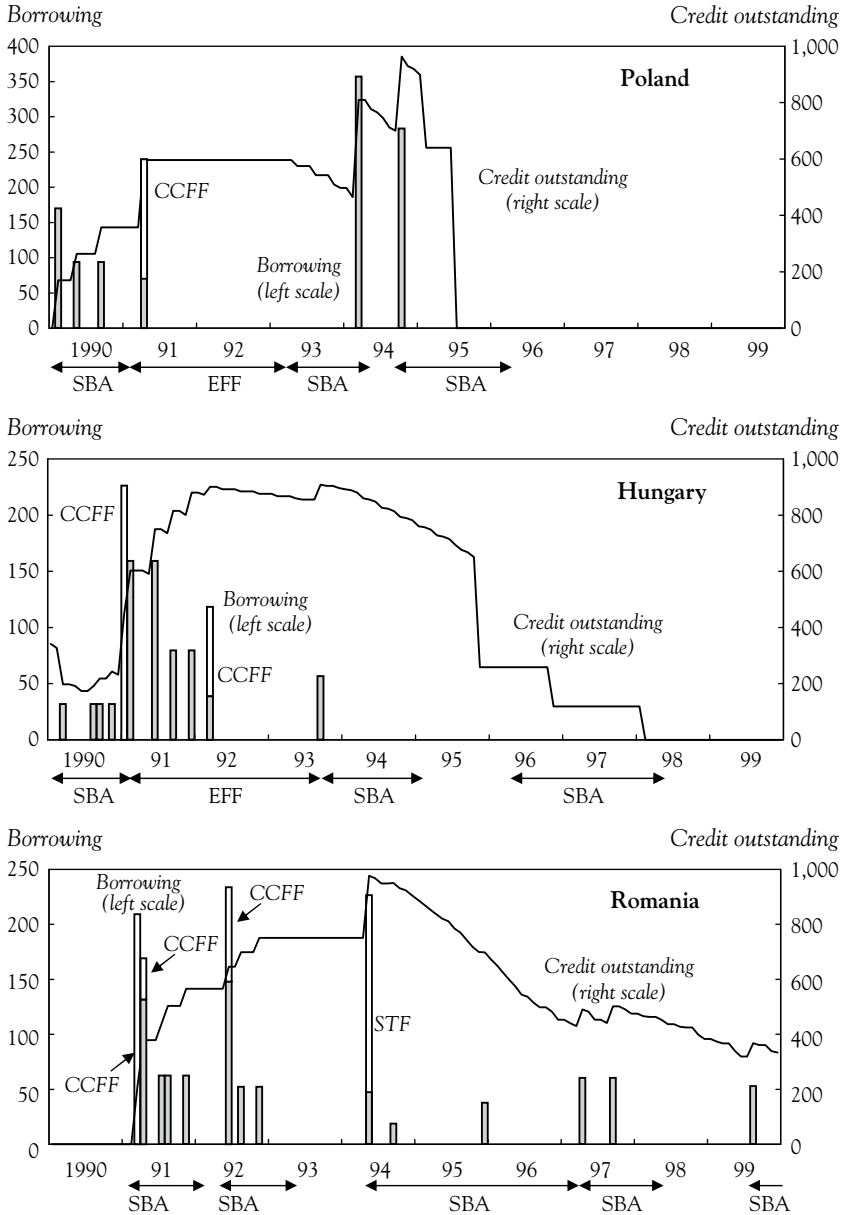 Borrowing Credit outstanding
400 1,000
Poland
350
300 800
250 600
CCFF
Credit outstanding
(right scale)
200
400
150
Borrowing
(left scale)
100
200
50
0 0
1990 91 92 93 94 95 96 97 98 99
SBA EFF SBA SBA
Borrowing Credit outstanding
250 1,000
Hungary
CCFF
200 800
150 600
Borrowing
(left scale)
Credit outstanding
(right scale)
100 400
CCFF
50 200
0 0
1990 91 92 93 94 95 96 97 98 99
SBA EFF SBA SBA
Borrowing Credit outstanding
250 1,000
Borrowing
(left scale)
CCFF
Romania
200 800
CCFF
Credit outstanding
(right scale)
150 600
STF
100 400
CCFF
50 200
0 0
1990 91 92 93 94 95 96 97 98 99
SBA SBA SBA SBA SBA